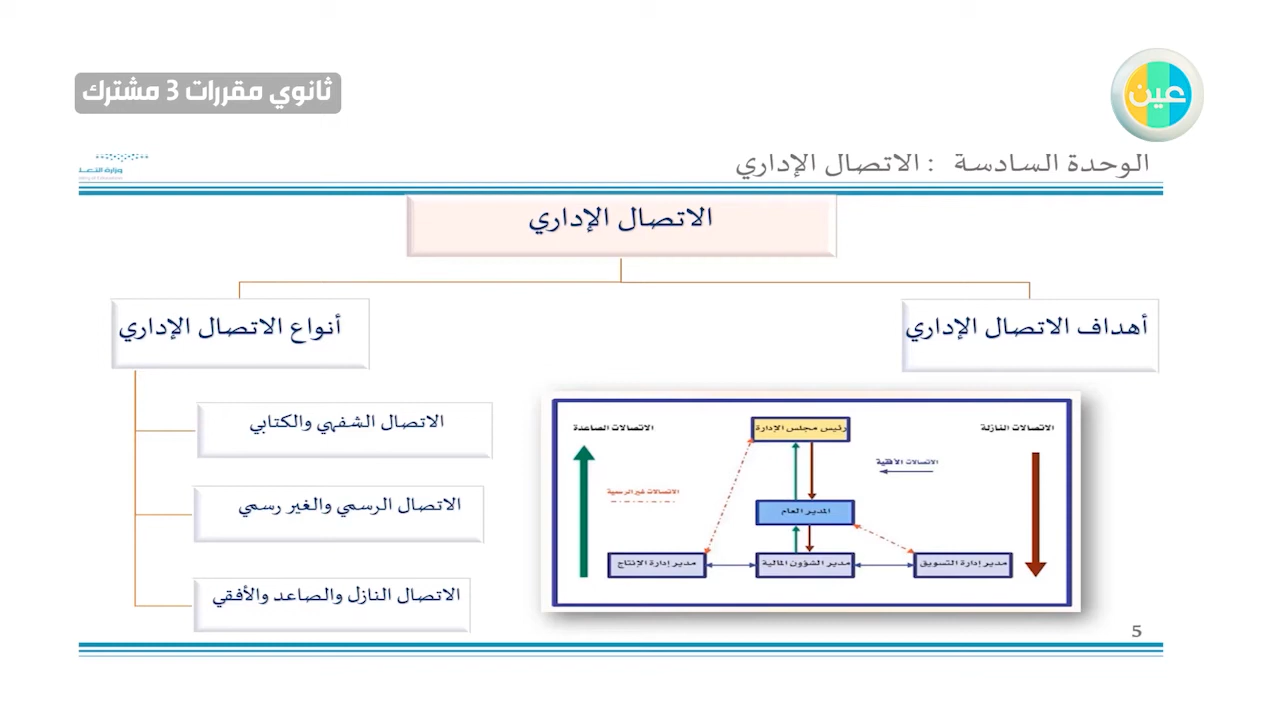 ثانوي مقررات 3 مشترك
عين
وزارة التعـلـ
الوحدة السادسة : الاتصال الإداري
الاتصال الإداري
أهداف الاتصال الإداري
أنواع الاتصال الإداري
الاتصال الشفهي والكتابي
الاتصال الرسمي والغير رسمي
الاتصال النازل والصاعد والأفقي
الاتصالات النازلة
رئيس مجلس الإدارة
الاتصالات الصاعدة
الاتصالات الأفقية
الاتصالات غير الرسمية
المدير العام
مدير إدارة التسويق
مدير الشؤون المالية
مدير إدارة الإنتاج
5